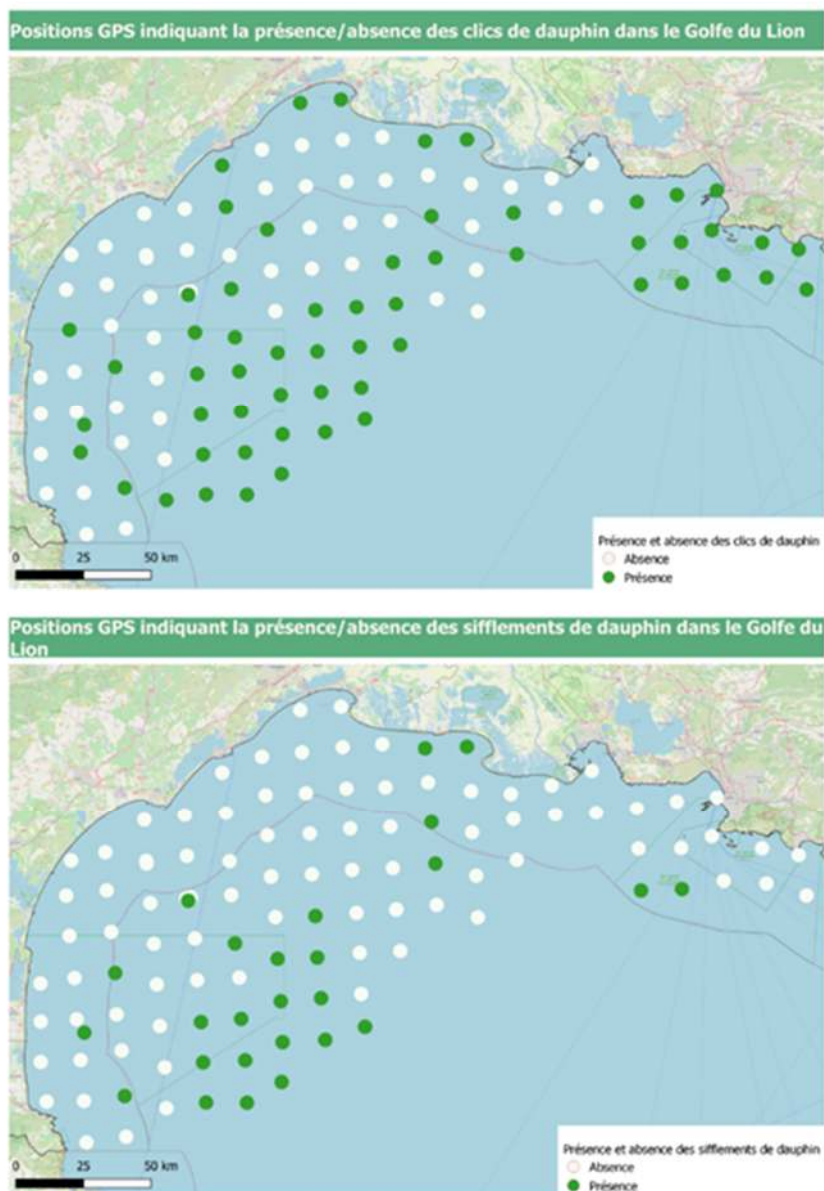 Positions GPS indiquant la présence/absence des clics de dauphin dans le Golfe du Lion
Présence et absence des clics de dauphin
Absence
Présence
0 25 50 km
Positions GPS indiquant la présence/absence des sifflements de dauphin dans le Golfe du
Lion
Présence et absence des sifflements de dauphin
Absence
Présence
0 25 50 km